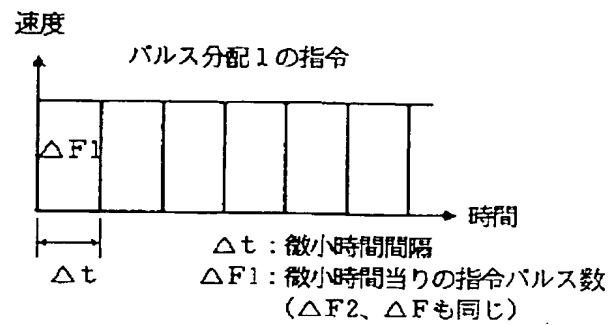 速度
パルス分配1の指令
△F1
時間
△t
△t：微小時間間隔
△F1：微小時間当りの指令パルス数
（△F2、△Fも同じ）